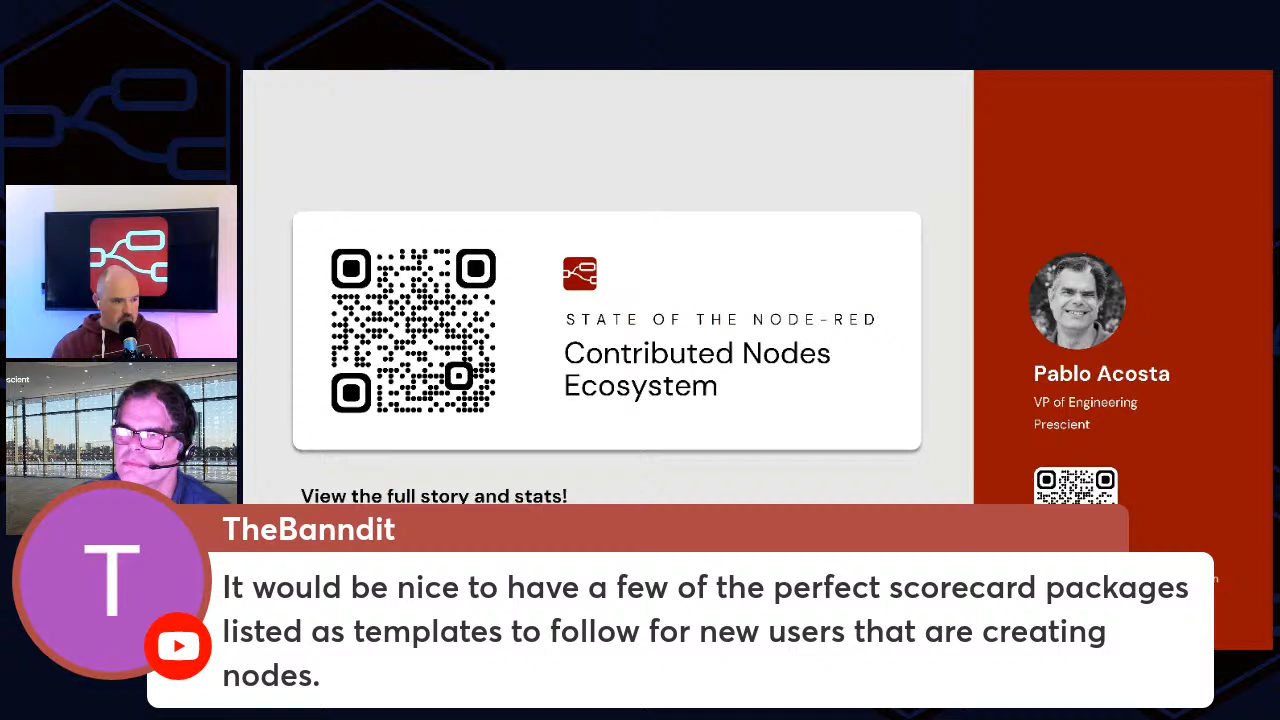 STATE OF THE NODE-RED
Contributed Nodes
Ecosystem
View the full story and stats!
Pablo Acosta
VP of Engineering
Prescient
scient
TheBanndit
T
It would be nice to have a few of the perfect scorecard packages
listed as templates to follow for new users that are creating
nodes.